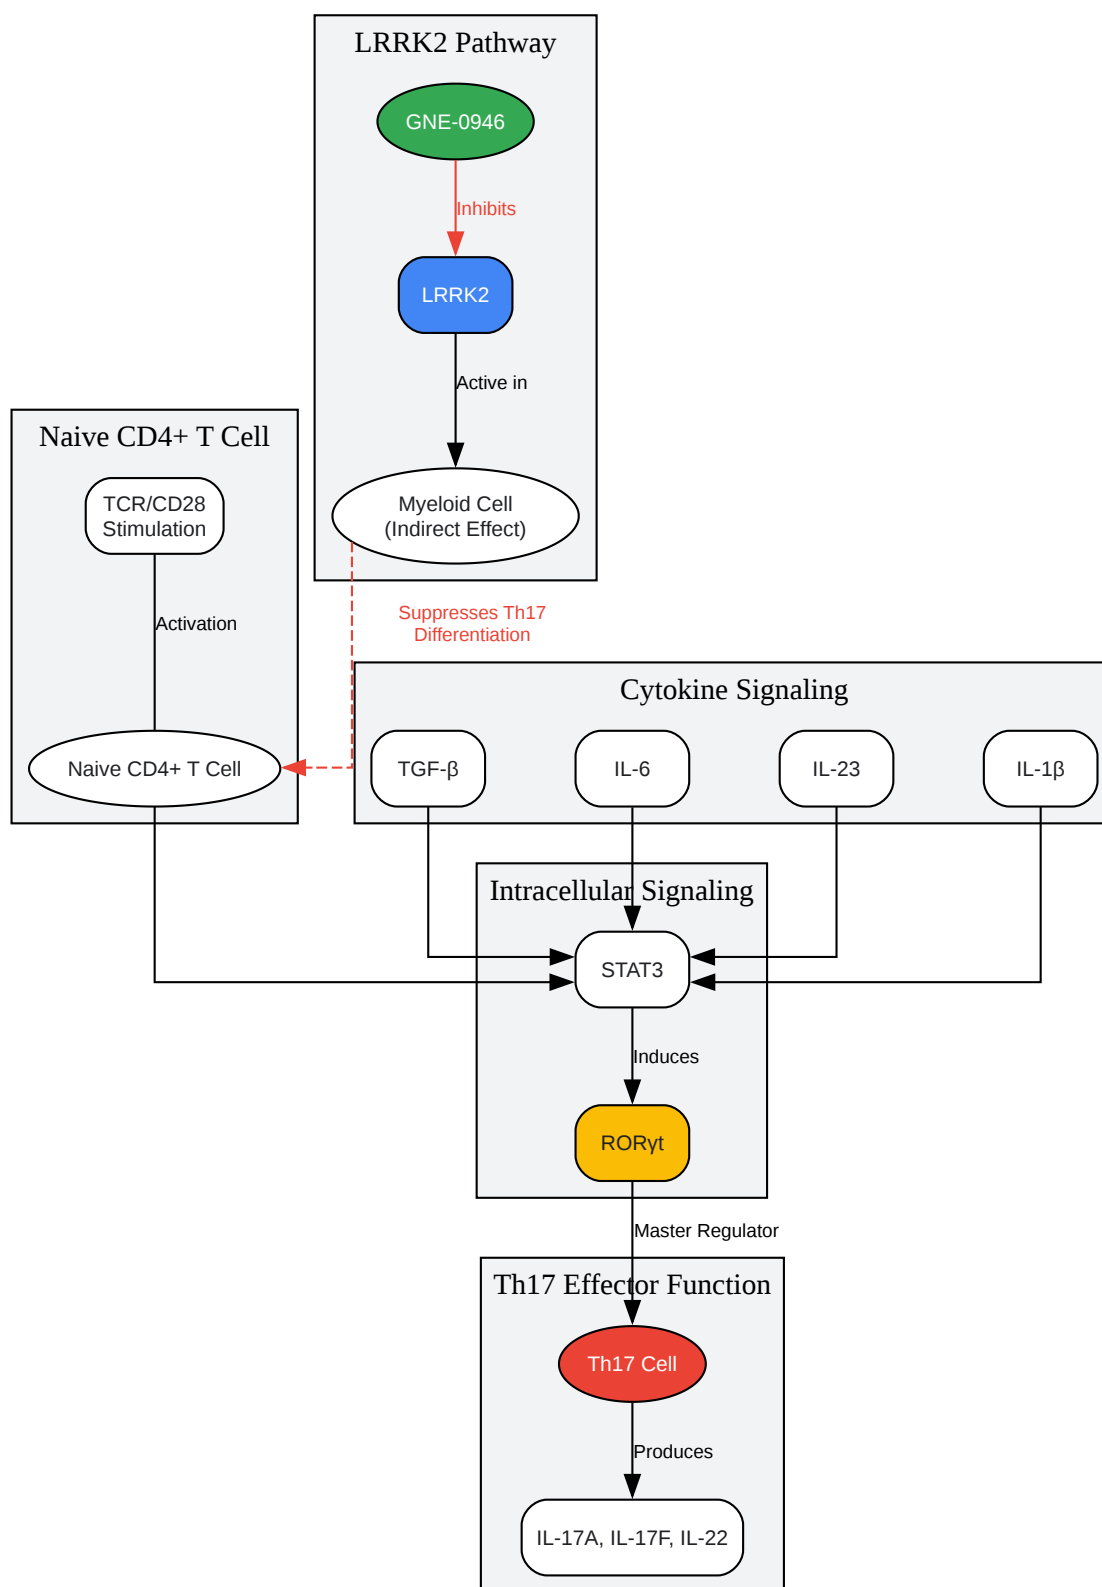 LRRK2 Pathway
GNE-0946
Inhibits
LRRK2
Active in
Naive CD4+ T Cell
TCR/CD28
Stimulation
Myeloid Cell
(Indirect Effect)
Activation
Suppresses Th17
Differentiation
Cytokine Signaling
Naive CD4+ T Cell
TGF-β
IL-6
IL-23
IL-1β
Intracellular Signaling
STAT3
Induces
RORγt
Master Regulator
Th17 Effector Function
Th17 Cell
Produces
IL-17A, IL-17F, IL-22